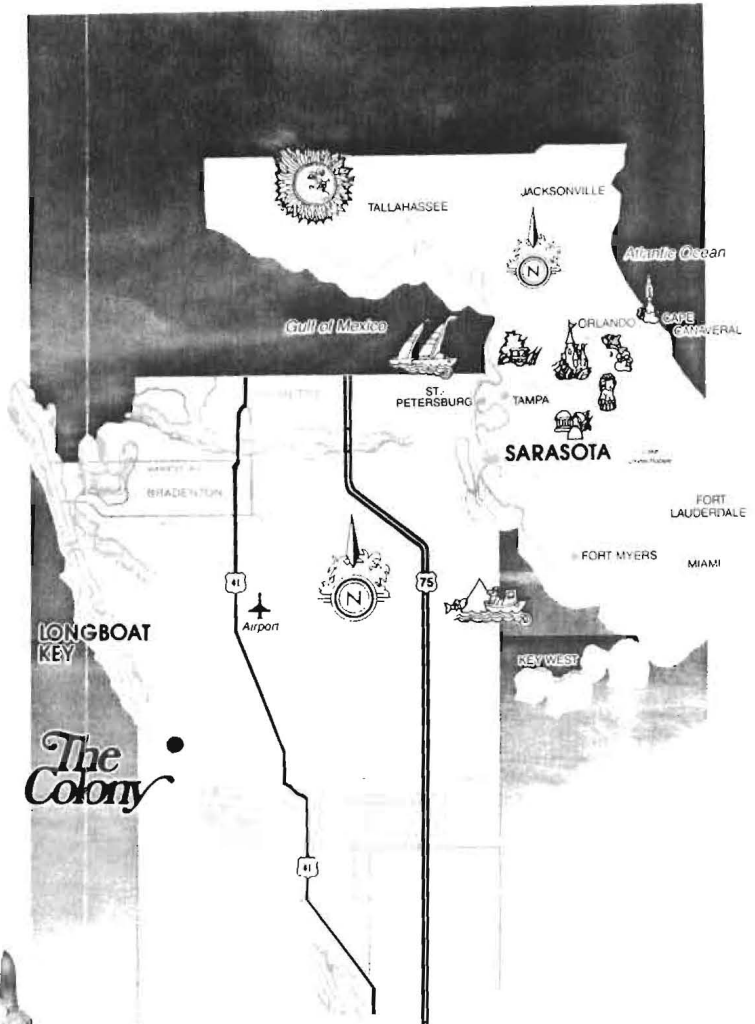 TALLAHASSEE
JACKSONVILLE
N
Atlantic Ocean
Gulf of Mexico
ORLANDO
CAPE
CANAVERAL
ST.
PETERSBURG
TAMPA
SARASOTA
BRADENTON
FORT
LAUDERDALE
FORT MYERS
MIAMI
41
75
N
Airport
LONGBOAT
KEY
KEY WEST
The
Colony
41